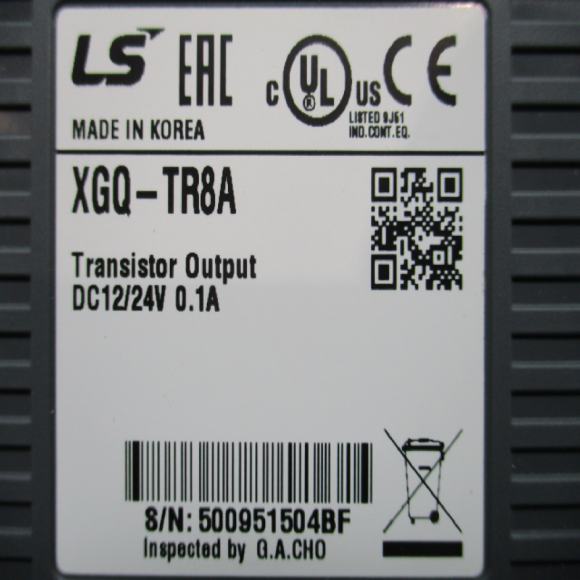 LS EAC C UL ® US CE
LISTED 9J51
IND.CONT.EQ.
MADE IN KOREA
XGQ-TR8A
Transistor Output
DC12/24V 0.1A
S/N: 500951504BF
Inspected by G.A.CHO